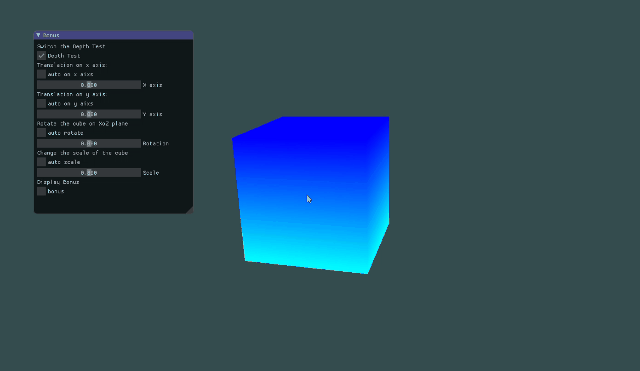 Bonus
Switch the Depth Test
Depth Test
Translation on x axis:
auto on x aixs
0.000 X axis
Translation on y axis:
auto on y aixs
0.000 Y axis
Rotate the cube on XoZ plane
auto rotate
0.000 Rotation
Change the scale of the cube
auto scale
0.000 Scale
Display Bonus
bonus